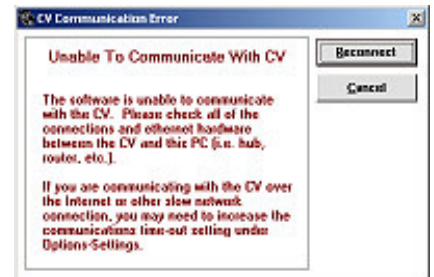 CV Communication Error
Unable To Communicate With CV
Reconnect
Cancel
The software is unable to communicate
with the CV. Please check all of the
connections and ethernet hardware
between the CV and this PC (i.e. hub,
router, etc.).
If you are communicating with the CV over
the Internet or other slow network
connection, you may need to increase the
communications time-out setting under
Options-Settings.